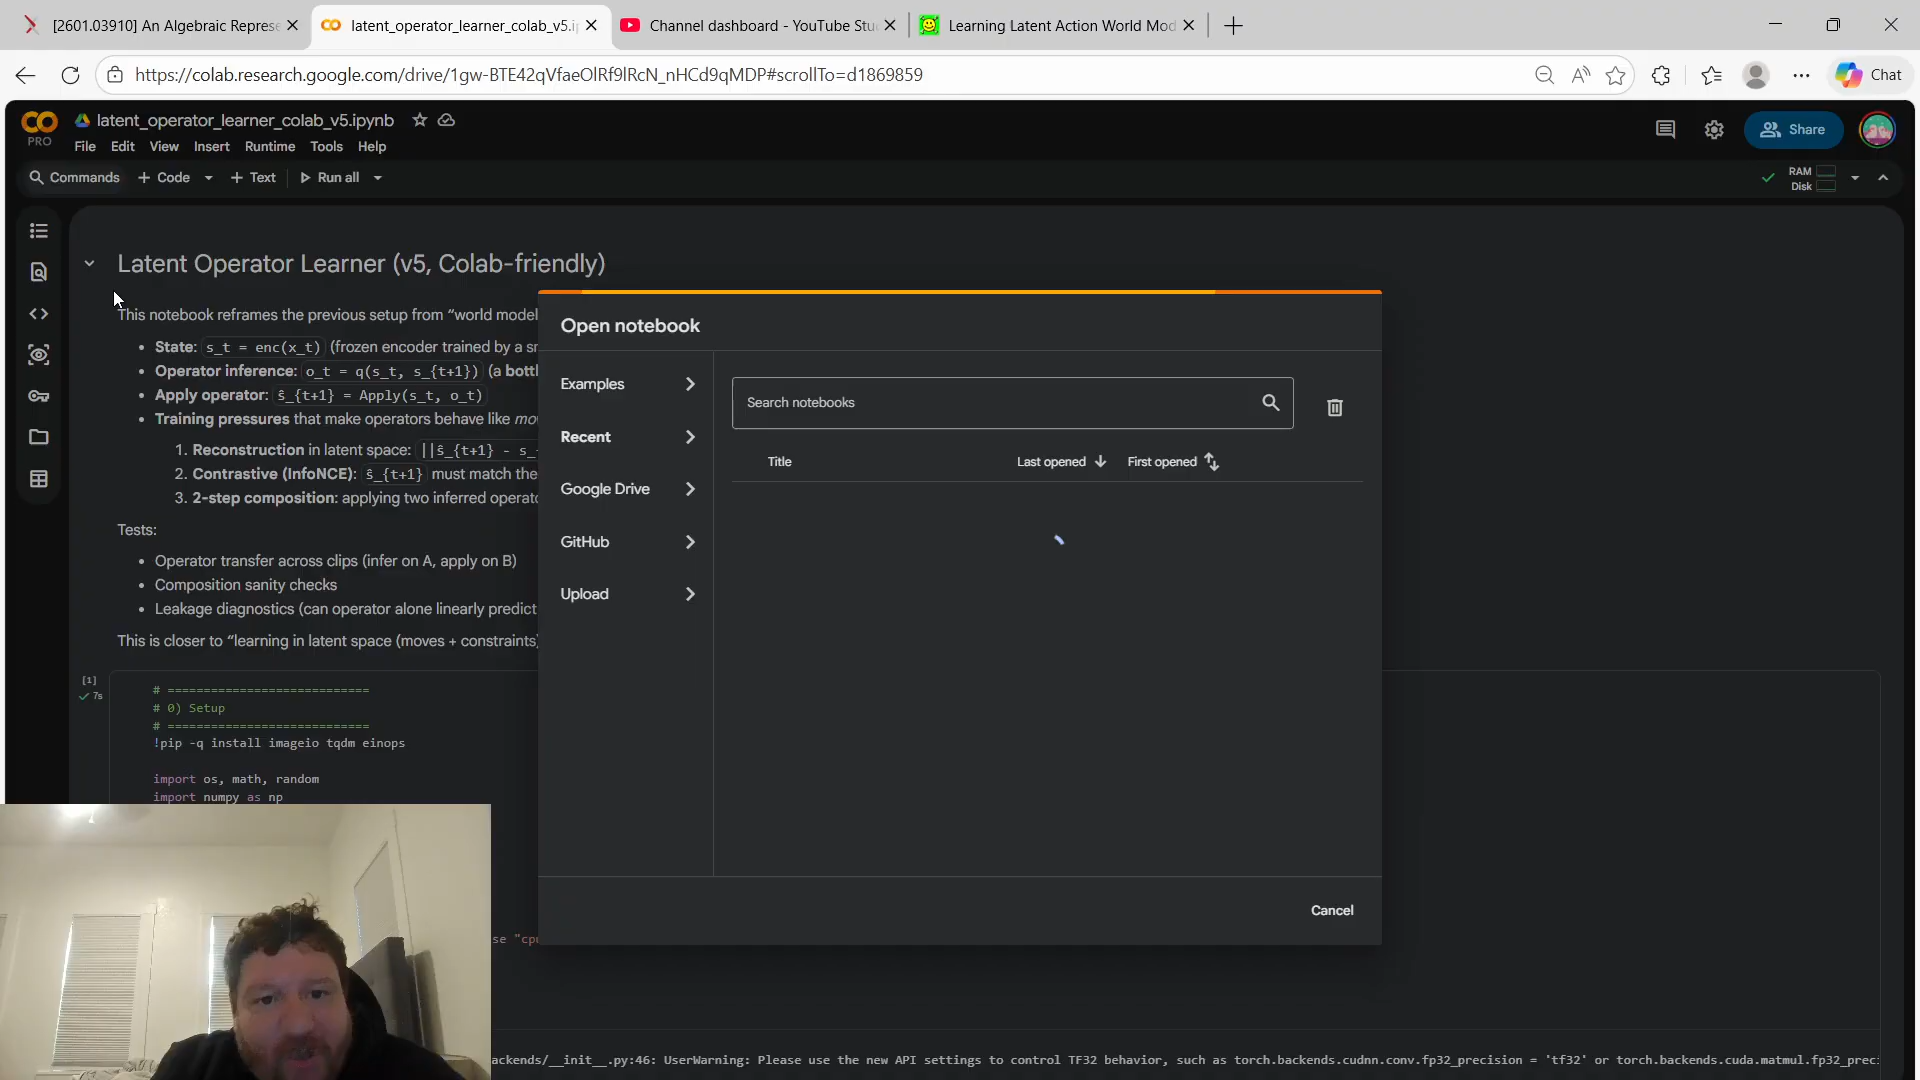 [2601.03910] An Algebraic Represe
latent_operator_learner_colab_v5.i
Channel dashboard - YouTube Stu
Learning Latent Action World Mod
https://colab.research.google.com/drive/1gw-BTE42qVfaeOlRf9lRcN_nHCd9qMDP#scrollTo=d1869859
Chat
CO
PRO
latent_operator_learner_colab_v5.ipynb
File Edit View Insert Runtime Tools Help
Share
Commands + Code + Text Run all
RAM
Disk
Latent Operator Learner (v5, Colab-friendly)
This notebook reframes the previous setup from “world model
• State: s_t = enc(x_t) (frozen encoder trained by a sr
• Operator inference: o_t = q(s_t, s_{t+1}) (a bottl
• Apply operator: ŝ_{t+1} = Apply(s_t, o_t)
• Training pressures that make operators behave like mov
1. Reconstruction in latent space: ||ŝ_{t+1} - s_
2. Contrastive (InfoNCE): ŝ_{t+1} must match the
3. 2-step composition: applying two inferred operato
Tests:
• Operator transfer across clips (infer on A, apply on B)
• Composition sanity checks
• Leakage diagnostics (can operator alone linearly predict
This is closer to “learning in latent space (moves + constraints)
[1]
7s
# ===========================
# 0) Setup
# ===========================
!pip -q install imageio tqdm einops
import os, math, random
import numpy as np
se "cpu
Open notebook
Examples
Recent
Google Drive
GitHub
Upload
Search notebooks
Title Last opened First opened
Cancel
ackends/__init__.py:46: UserWarning: Please use the new API settings to control TF32 behavior, such as torch.backends.cudnn.conv.fp32_precision = 'tf32' or torch.backends.cuda.matmul.fp32_preci